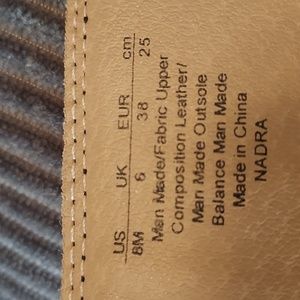 US UK EUR cm
8M 6 38 25
Man Made/Fabric Upper
Composition Leather/
Man Made Outsole
Balance Man Made
Made in China
NADRA